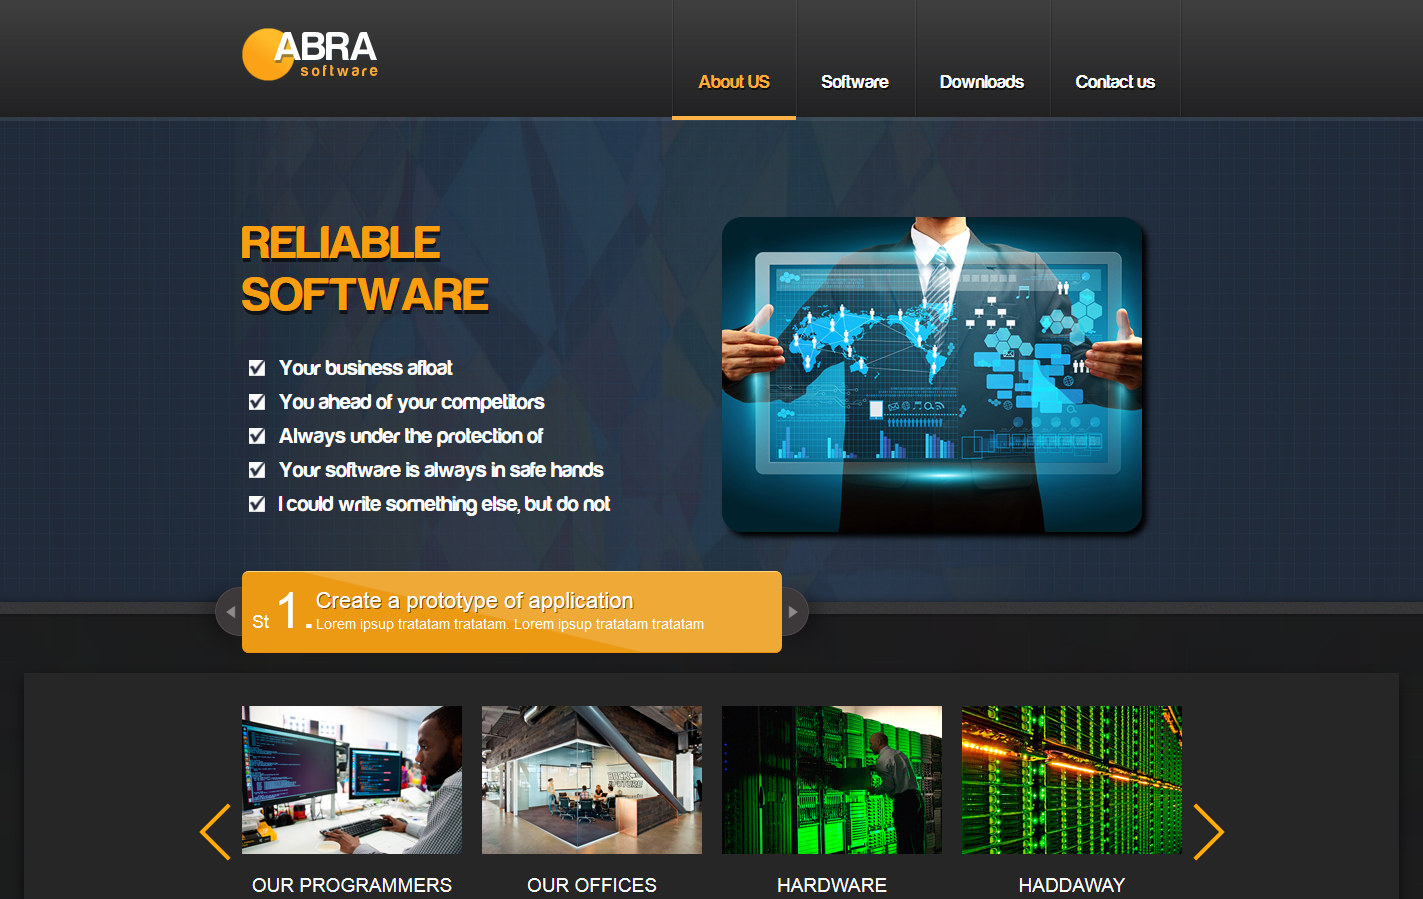 ABRA
software
About US
Software
Downloads
Contact us
RELIABLE
SOFTWARE
Your business afloat
You ahead of your competitors
Always under the protection of
Your software is always in safe hands
I could write something else, but do not
St 1. Create a prototype of application
Lorem ipsup tratatam tratatam. Lorem ipsup tratatam tratatam
BACK TO
FUTURE
OUR PROGRAMMERS
OUR OFFICES
HARDWARE
HADDAWAY